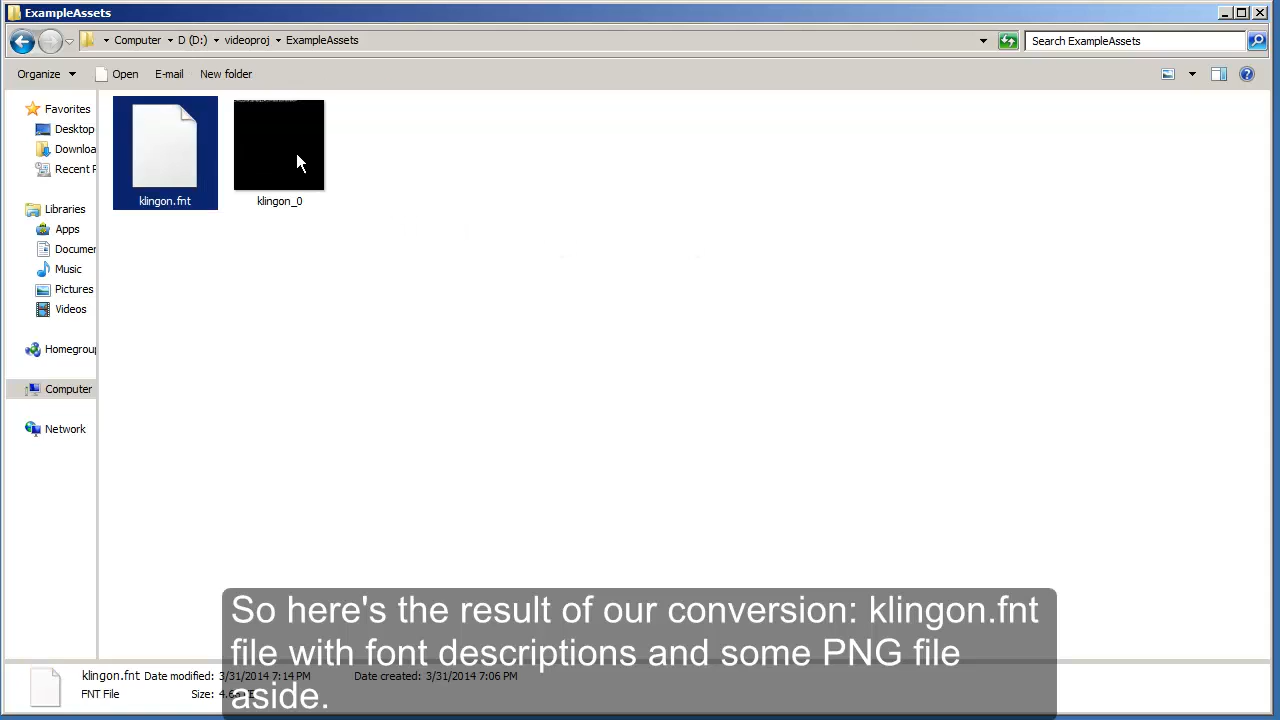 ExampleAssets
Computer D (D:) videoproj ExampleAssets
Search ExampleAssets
Organize Open E-mail New folder
Favorites
Desktop
Downloa
Recent P
Libraries
Apps
Documer
Music
Pictures
Videos
Homegroup
Computer
Network
klingon.fnt
klingon_0
So here's the result of our conversion: klingon.fnt
file with font descriptions and some PNG file
aside.
klingon.fnt Date modified: 3/31/2014 7:14 PM Date created: 3/31/2014 7:06 PM
FNT File Size: